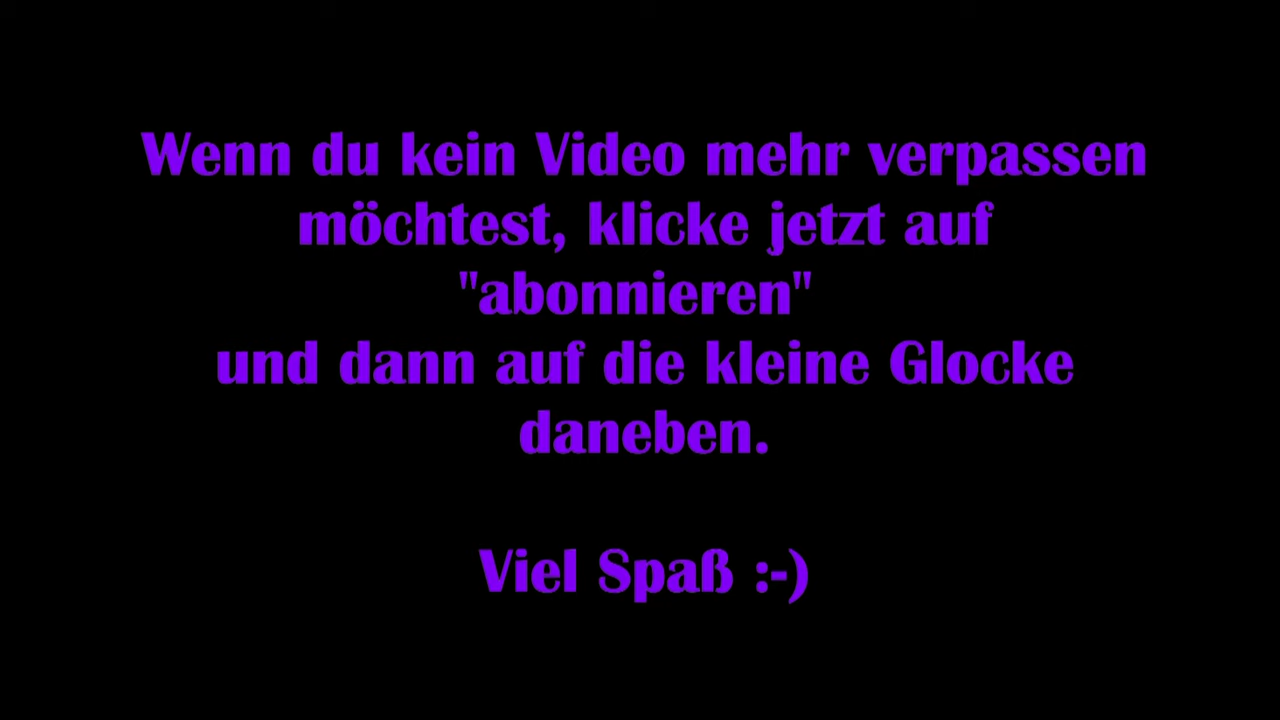 Wenn du kein Video mehr verpassen
möchtest, klicke jetzt auf
"abonnieren"
und dann auf die kleine Glocke
daneben.
Viel Spaß :-)